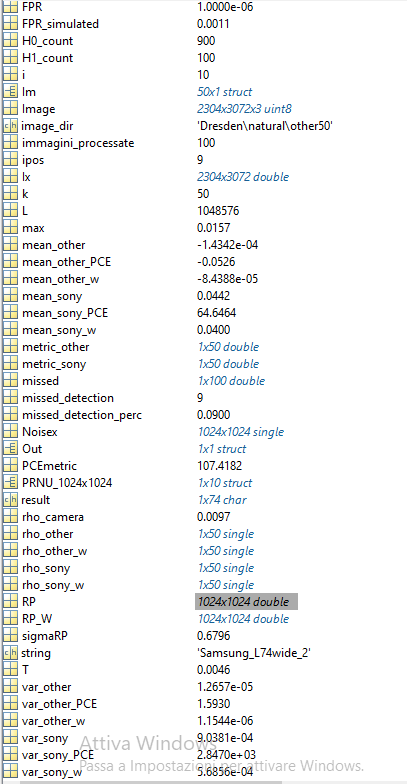 FPR 1.0000e-06
FPR_simulated 0.0011
H0_count 900
H1_count 100
i 10
Im 50x1 struct
Image 2304x3072x3 uint8
ch image_dir 'Dresden\natural\other50'
immagini_processate 100
ipos 9
Ix 2304x3072 double
k 50
L 1048576
max 0.0157
mean_other -1.4342e-04
mean_other_PCE -0.0526
mean_other_w -8.4388e-05
mean_sony 0.0442
mean_sony_PCE 64.6464
mean_sony_w 0.0400
metric_other 1x50 double
metric_sony 1x50 double
missed 1x100 double
missed_detection 9
missed_detection_perc 0.0900
Noisex 1024x1024 single
Out 1x1 struct
PCEmetric 107.4182
PRNU_1024x1024 1x10 struct
ch result 1x74 char
rho_camera 0.0097
rho_other 1x50 single
rho_other_w 1x50 single
rho_sony 1x50 single
rho_sony_w 1x50 single
RP 1024x1024 double
RP_W 1024x1024 double
sigmaRP 0.6796
ch string 'Samsung_L74wide_2'
T 0.0046
var_other 1.2657e-05
var_other_PCE 1.5930
var_other_w 1.1544e-06
var_sony 9.0381e-04
Attiva Windows
var_sony_PCE 2.8470e+03
Passa a Impostazioni per attivare Windows.
var_sony_w 5.6856e-04